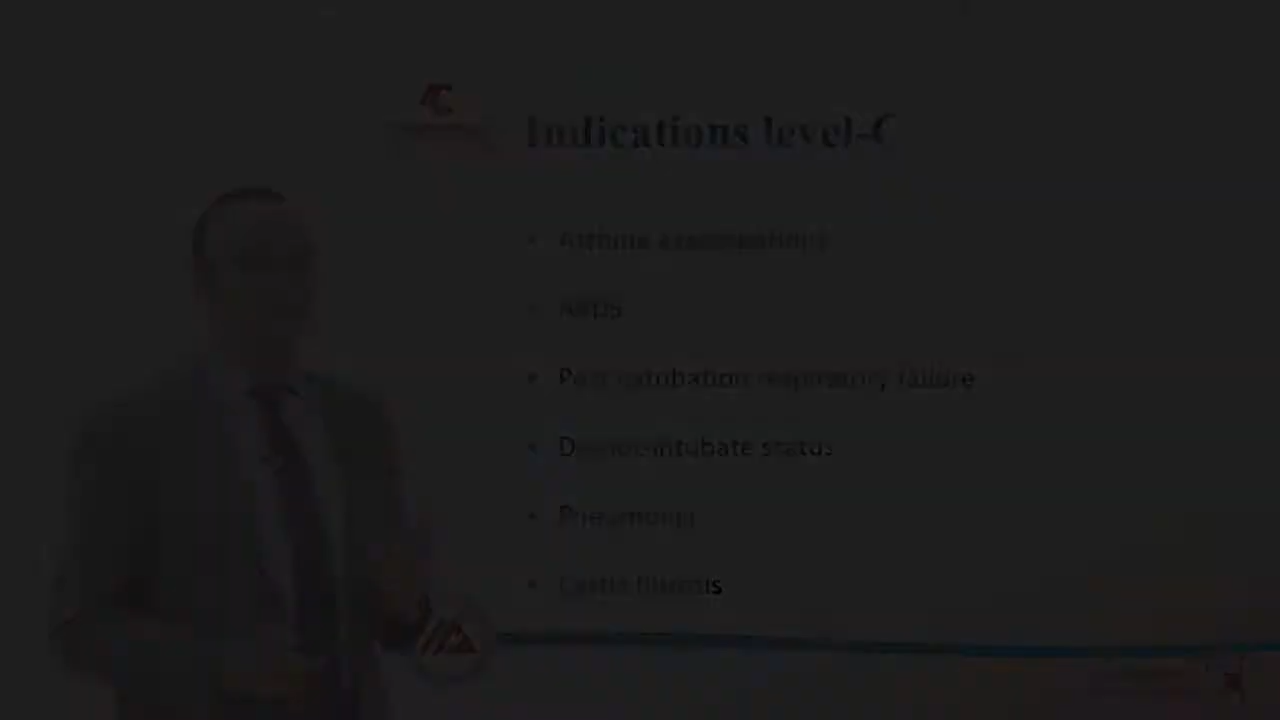 Indications level-C
• Asthma exacerbations
• ARDS
• Post-extubation respiratory failure
• Do-not-intubate status
• Pneumonia
• Cystic fibrosis